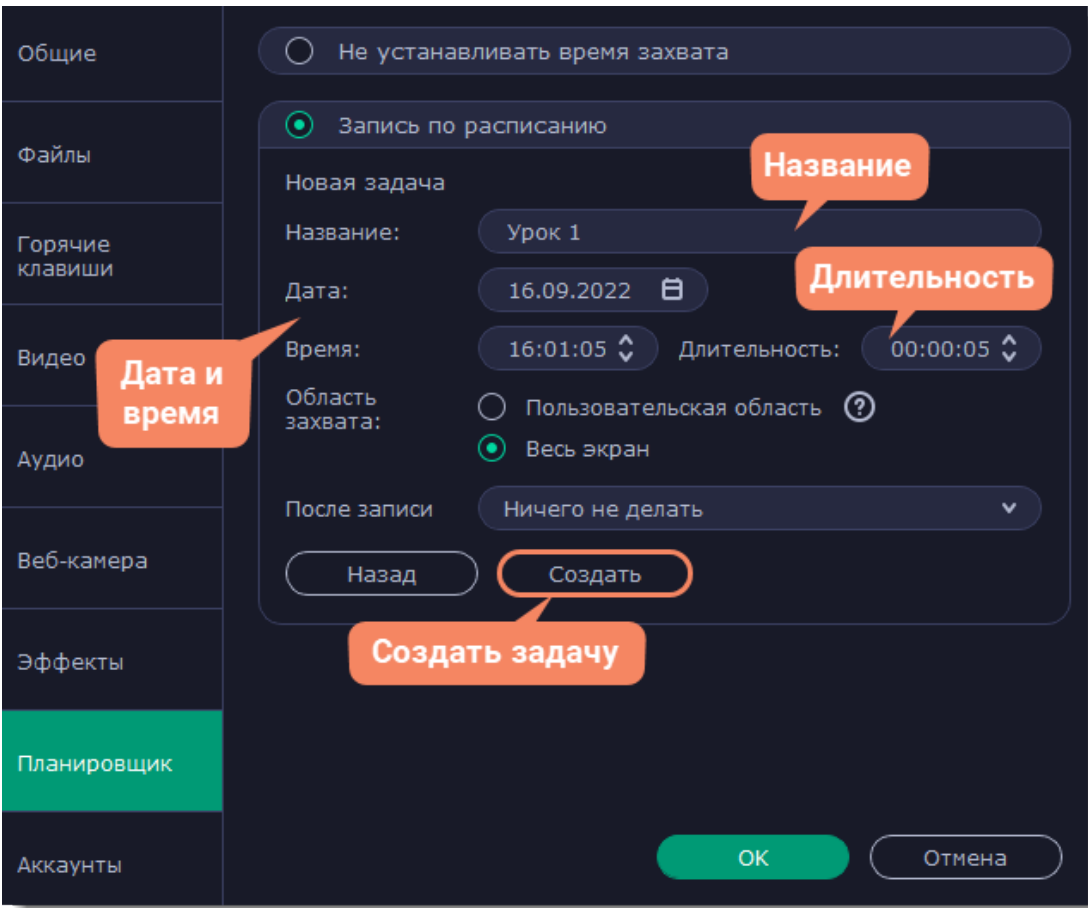 Общие
Файлы
Горячие
клавиши
Видео
Аудио
Веб-камера
Эффекты
Планировщик
Аккаунты
Не устанавливать время захвата
Запись по расписанию
Новая задача
Название
Название: Урок 1
Длительность
Дата: 16.09.2022
Время: 16:01:05 Длительность: 00:00:05
Дата и
время
Область
захвата:
Пользовательская область ?
Весь экран
После записи Ничего не делать
Назад Создать
Создать задачу
OK Отмена